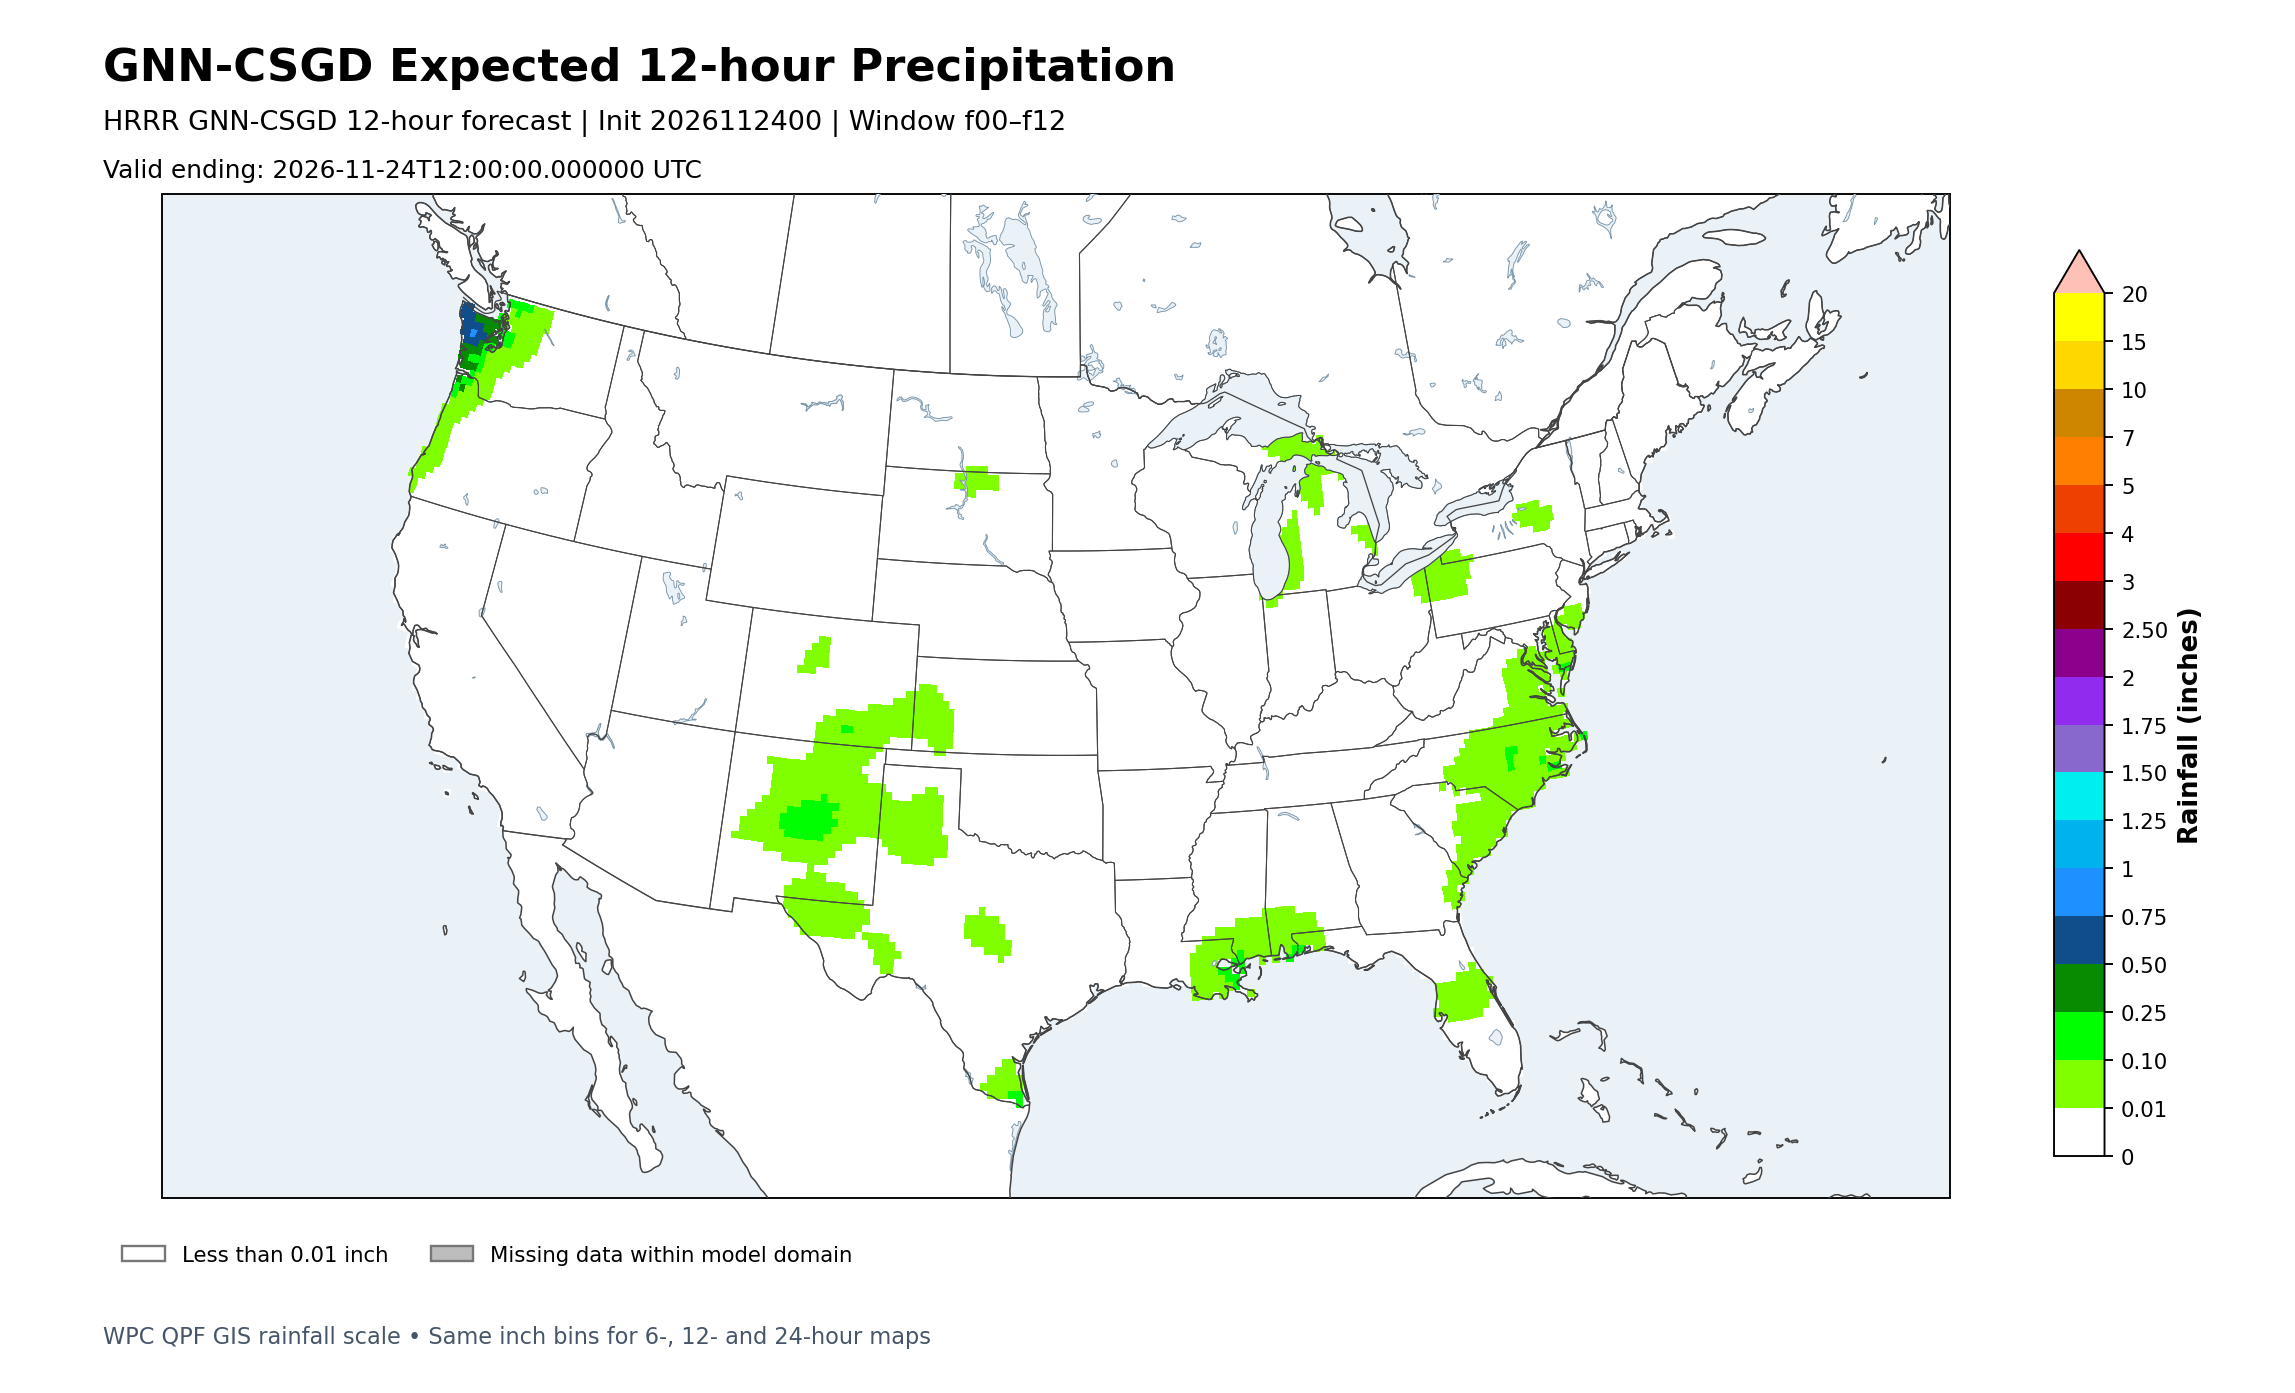 GNN-CSGD Expected 12-hour Precipitation
HRRR GNN-CSGD 12-hour forecast | Init 2026112400 | Window f00–f12
Valid ending: 2026-11-24T12:00:00.000000 UTC
20
15
10
7
5
4
3
2.50
2
1.75
1.50
1.25
1
0.75
0.50
0.25
0.10
0.01
0
Rainfall (inches)
Less than 0.01 inch
Missing data within model domain
WPC QPF GIS rainfall scale • Same inch bins for 6-, 12- and 24-hour maps